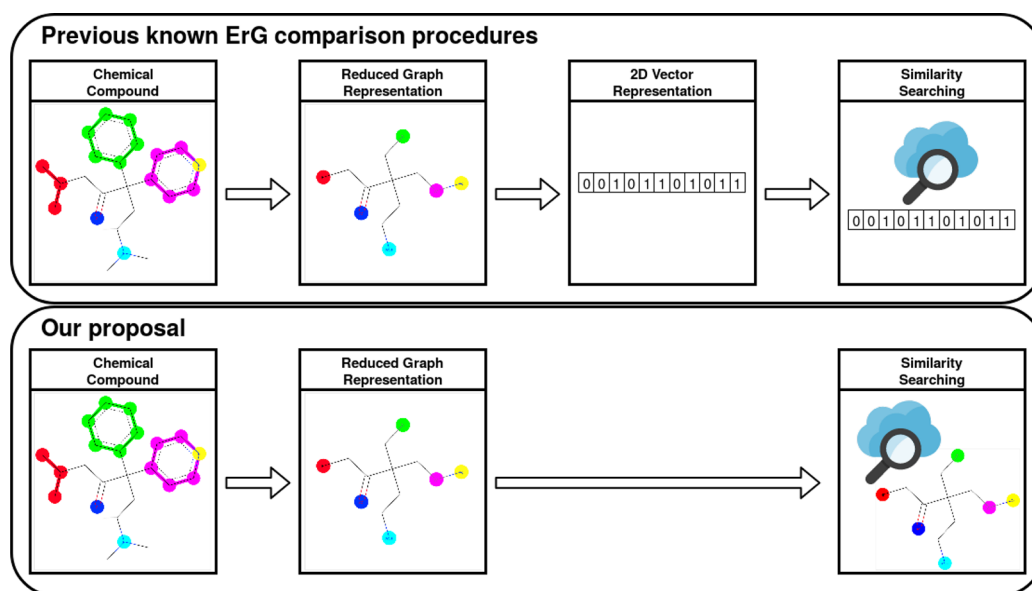 Previous known ErG comparison procedures
Chemical
Compound
Reduced Graph
Representation
2D Vector
Representation
Similarity
Searching
0 0 1 0 1 1 0 1 0 1 1
0 0 1 0 1 1 0 1 0 1 1
Our proposal
Chemical
Compound
Reduced Graph
Representation
Similarity
Searching